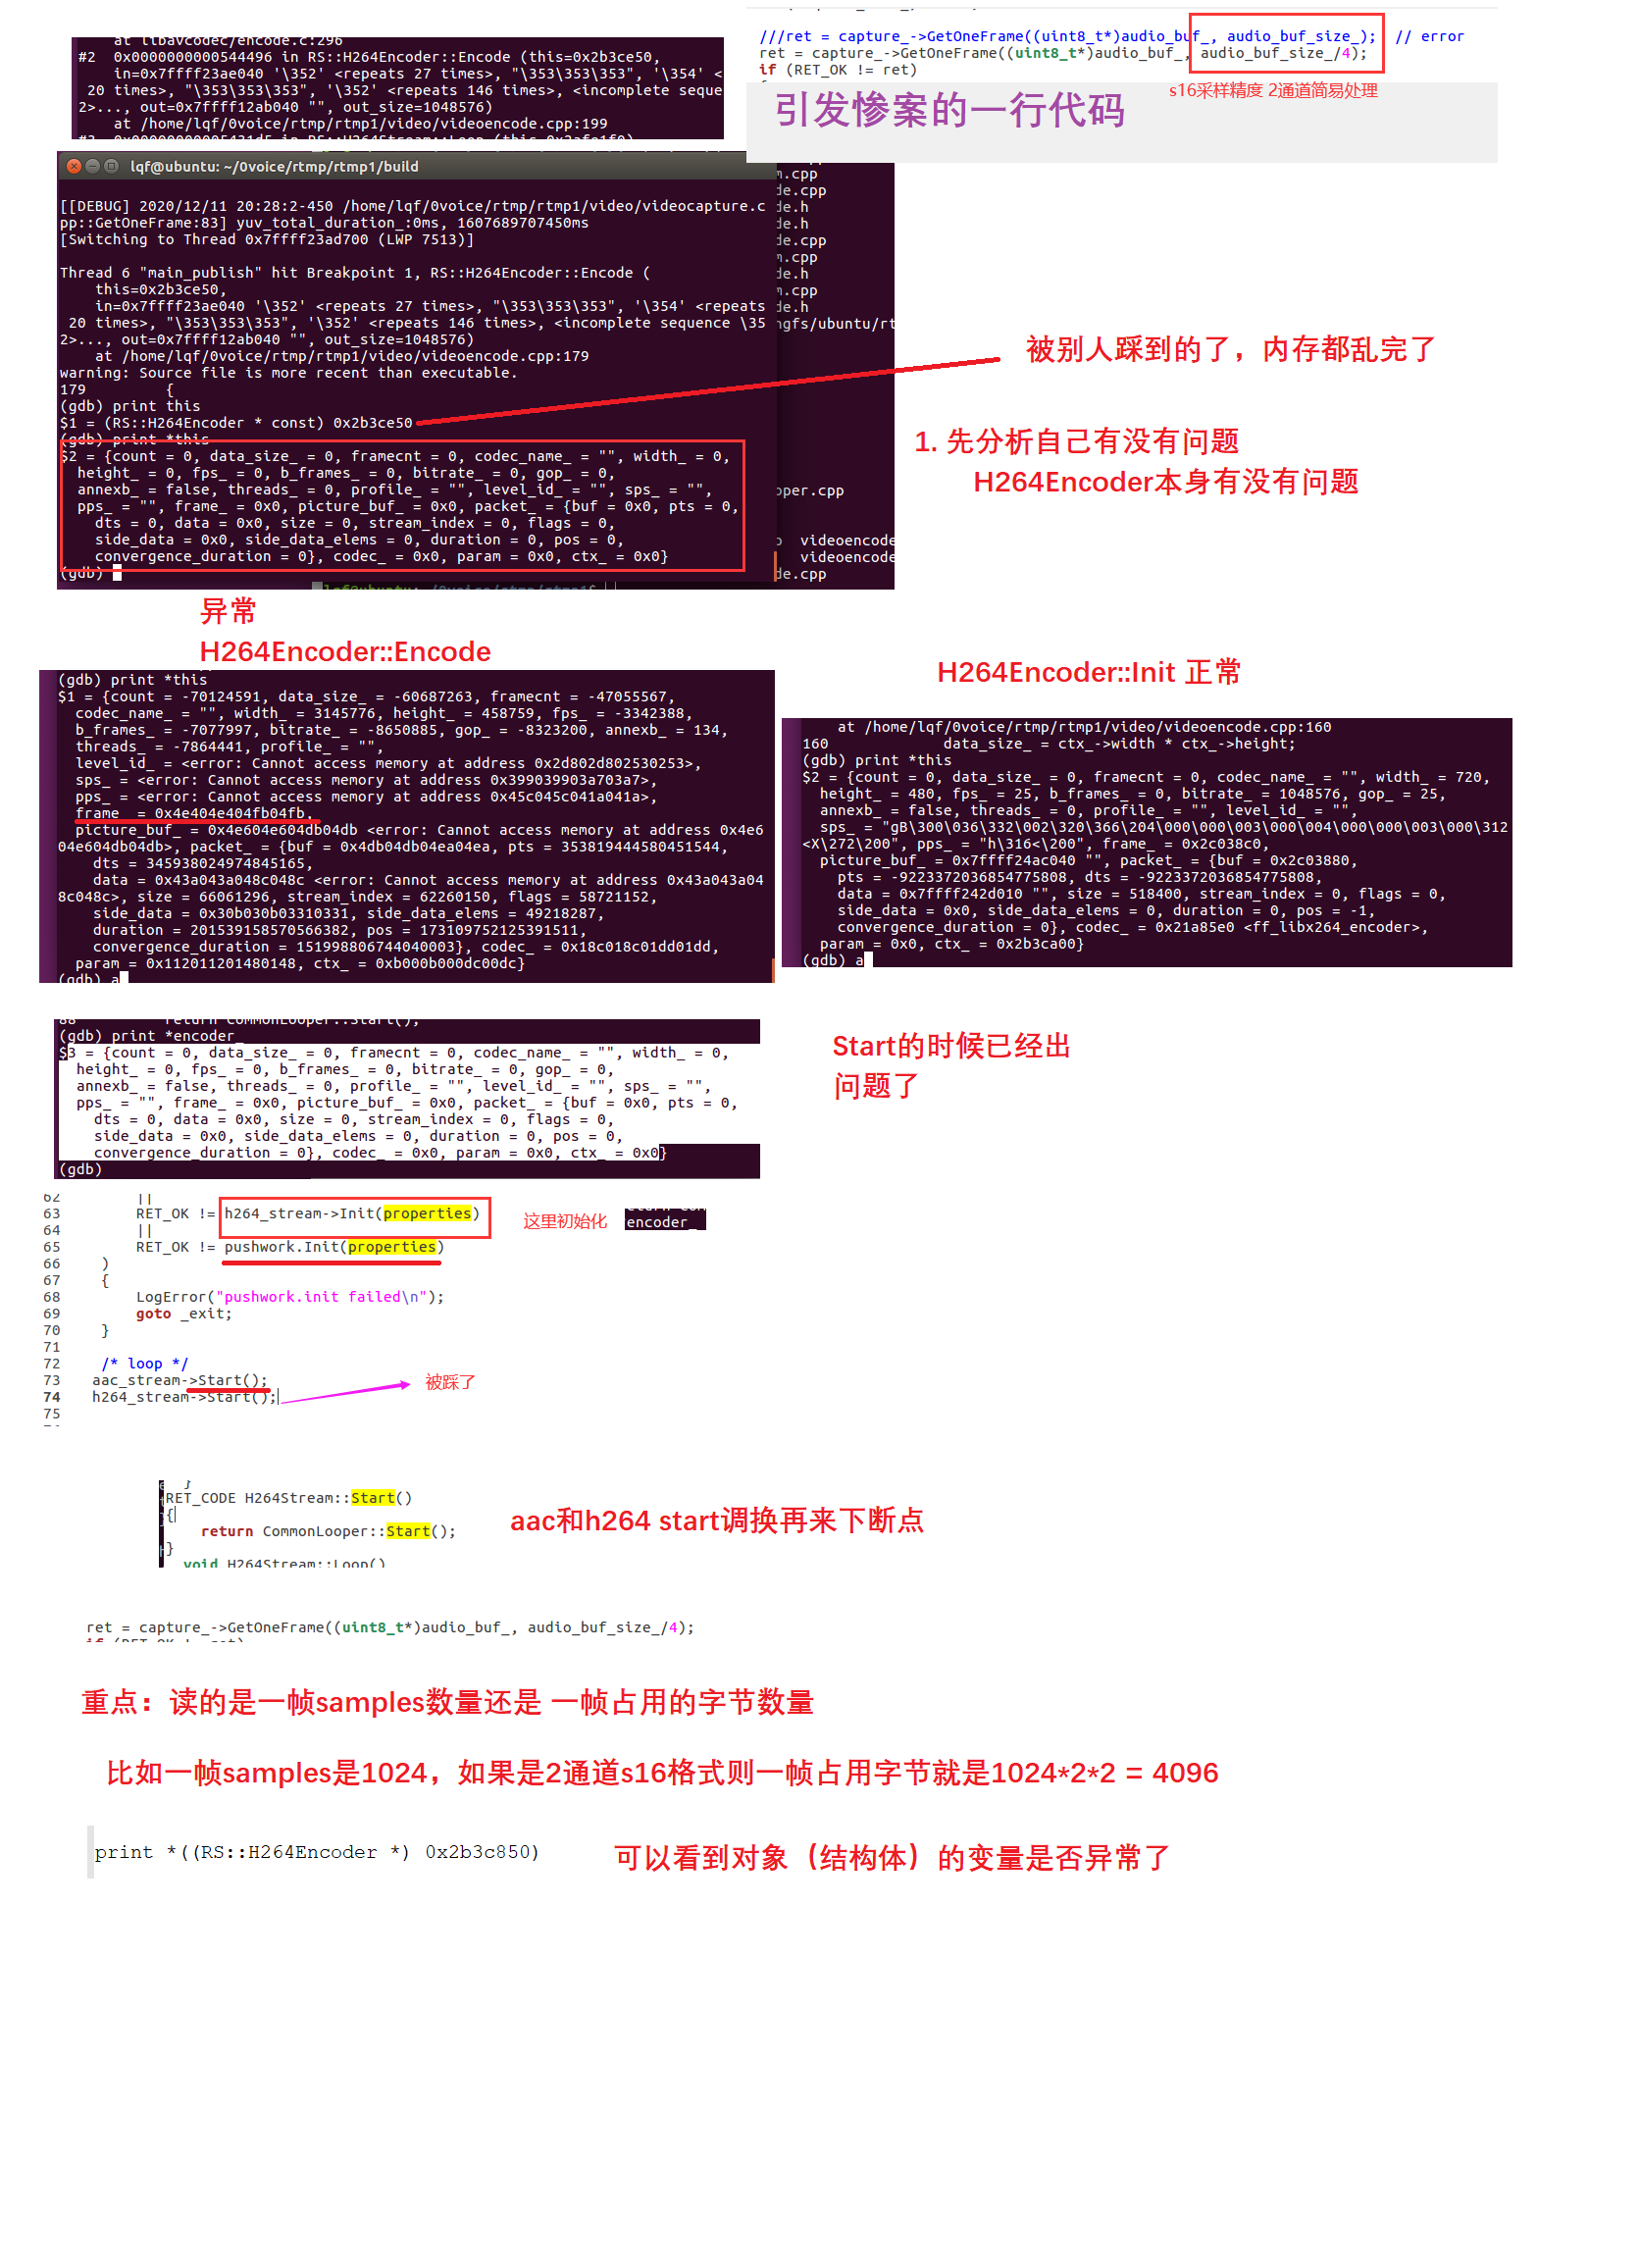 ///ret = capture_->GetOneFrame((uint8_t*)audio_buf_, audio_buf_size_);  // error
ret = capture_->GetOneFrame((uint8_t*)audio_buf_, audio_buf_size_/4);
if (RET_OK != ret)
s16采样精度 2通道简易处理
引发惨案的一行代码
at libavcodec/encode.c:296
#2  0x0000000000544496 in RS::H264Encoder::Encode (this=0x2b3ce50,
in=0x7ffff23ae040 '\352' <repeats 27 times>, "\353\353\353", '\354' <
20 times>, "\353\353\353", '\352' <repeats 146 times>, <incomplete seque
2>..., out=0x7ffff12ab040 "", out_size=1048576)
at /home/lqf/0voice/rtmp/rtmp1/video/videoencode.cpp:199
lqf@ubuntu: ~/0voice/rtmp/rtmp1/build
[[DEBUG] 2020/12/11 20:28:2-450 /home/lqf/0voice/rtmp/rtmp1/video/videocapture.c
pp::GetOneFrame:83] yuv_total_duration_:0ms, 1607689707450ms
[Switching to Thread 0x7ffff23ad700 (LWP 7513)]
Thread 6 "main_publish" hit Breakpoint 1, RS::H264Encoder::Encode (
this=0x2b3ce50,
in=0x7ffff23ae040 '\352' <repeats 27 times>, "\353\353\353", '\354' <repeats
20 times>, "\353\353\353", '\352' <repeats 146 times>, <incomplete sequence \35
2>..., out=0x7ffff12ab040 "", out_size=1048576)
at /home/lqf/0voice/rtmp/rtmp1/video/videoencode.cpp:179
warning: Source file is more recent than executable.
179         {
(gdb) print this
$1 = (RS::H264Encoder * const) 0x2b3ce50
(gdb) print *this
$2 = {count = 0, data_size_ = 0, framecnt = 0, codec_name_ = "", width_ = 0,
height_ = 0, fps_ = 0, b_frames_ = 0, bitrate_ = 0, gop_ = 0,
annexb_ = false, threads_ = 0, profile_ = "", level_id_ = "", sps_ = "",
pps_ = "", frame_ = 0x0, picture_buf_ = 0x0, packet_ = {buf = 0x0, pts = 0,
dts = 0, data = 0x0, size = 0, stream_index = 0, flags = 0,
side_data = 0x0, side_data_elems = 0, duration = 0, pos = 0,
convergence_duration = 0}, codec_ = 0x0, param = 0x0, ctx_ = 0x0}
(gdb)
m.cpp
de.cpp
de.h
de.h
de.cpp
m.cpp
de.h
m.cpp
de.h
ngfs/ubuntu/rt
oper.cpp
o  videoencode
videoencode
de.cpp
被别人踩到的了，内存都乱完了
1. 先分析自己有没有问题
H264Encoder本身有没有问题
异常
H264Encoder::Encode
(gdb) print *this
$1 = {count = -70124591, data_size_ = -60687263, framecnt = -47055567,
codec_name_ = "", width_ = 3145776, height_ = 458759, fps_ = -3342388,
b_frames_ = -7077997, bitrate_ = -8650885, gop_ = -8323200, annexb_ = 134,
threads_ = -7864441, profile_ = "",
level_id_ = <error: Cannot access memory at address 0x2d802d802530253>,
sps_ = <error: Cannot access memory at address 0x399039903a703a7>,
pps_ = <error: Cannot access memory at address 0x45c045c041a041a>,
frame_ = 0x4e404e404fb04fb,
picture_buf_ = 0x4e604e604db04db <error: Cannot access memory at address 0x4e6
04e604db04db>, packet_ = {buf = 0x4db04db04ea04ea, pts = 353819444580451544,
dts = 345938024974845165,
data = 0x43a043a048c048c <error: Cannot access memory at address 0x43a043a04
8c048c>, size = 66061296, stream_index = 62260150, flags = 58721152,
side_data = 0x30b030b03310331, side_data_elems = 49218287,
duration = 201539158570566382, pos = 173109752125391511,
convergence_duration = 151998806744040003}, codec_ = 0x18c018c01dd01dd,
param = 0x112011201480148, ctx_ = 0xb000b000dc00dc}
(gdb) a
H264Encoder::Init 正常
at /home/lqf/0voice/rtmp/rtmp1/video/videoencode.cpp:160
160             data_size_ = ctx_->width * ctx_->height;
(gdb) print *this
$2 = {count = 0, data_size_ = 0, framecnt = 0, codec_name_ = "", width_ = 720,
height_ = 480, fps_ = 25, b_frames_ = 0, bitrate_ = 1048576, gop_ = 25,
annexb_ = false, threads_ = 0, profile_ = "", level_id_ = "",
sps_ = "gB\300\036\332\002\320\366\204\000\000\003\000\004\000\000\003\000\312
<X\272\200", pps_ = "h\316<\200", frame_ = 0x2c038c0,
picture_buf_ = 0x7ffff24ac040 "", packet_ = {buf = 0x2c03880,
pts = -9223372036854775808, dts = -9223372036854775808,
data = 0x7ffff242d010 "", size = 518400, stream_index = 0, flags = 0,
side_data = 0x0, side_data_elems = 0, duration = 0, pos = -1,
convergence_duration = 0}, codec_ = 0x21a85e0 <ff_libx264_encoder>,
param = 0x0, ctx_ = 0x2b3ca00}
(gdb) a
88          return CommonLooper::Start();
(gdb) print *encoder_
$3 = {count = 0, data_size_ = 0, framecnt = 0, codec_name_ = "", width_ = 0,
height_ = 0, fps_ = 0, b_frames_ = 0, bitrate_ = 0, gop_ = 0,
annexb_ = false, threads_ = 0, profile_ = "", level_id_ = "", sps_ = "",
pps_ = "", frame_ = 0x0, picture_buf_ = 0x0, packet_ = {buf = 0x0, pts = 0,
dts = 0, data = 0x0, size = 0, stream_index = 0, flags = 0,
side_data = 0x0, side_data_elems = 0, duration = 0, pos = 0,
convergence_duration = 0}, codec_ = 0x0, param = 0x0, ctx_ = 0x0}
(gdb)
Start的时候已经出
问题了
62         ||
63         RET_OK != h264_stream->Init(properties)
64         ||
65         RET_OK != pushwork.Init(properties)
66     )
67     {
68         LogError("pushwork.init failed\n");
69         goto _exit;
70     }
71
72     /* loop */
73    aac_stream->Start();
74    h264_stream->Start();
75
这里初始化
encoder_
被踩了
}
RET_CODE H264Stream::Start()
{
return CommonLooper::Start();
}
void H264Stream::Loop()
aac和h264 start调换再来下断点
ret = capture_->GetOneFrame((uint8_t*)audio_buf_, audio_buf_size_/4);
重点：读的是一帧samples数量还是 一帧占用的字节数量
比如一帧samples是1024，如果是2通道s16格式则一帧占用字节就是1024*2*2 = 4096
print *((RS::H264Encoder *) 0x2b3c850)
可以看到对象（结构体）的变量是否异常了